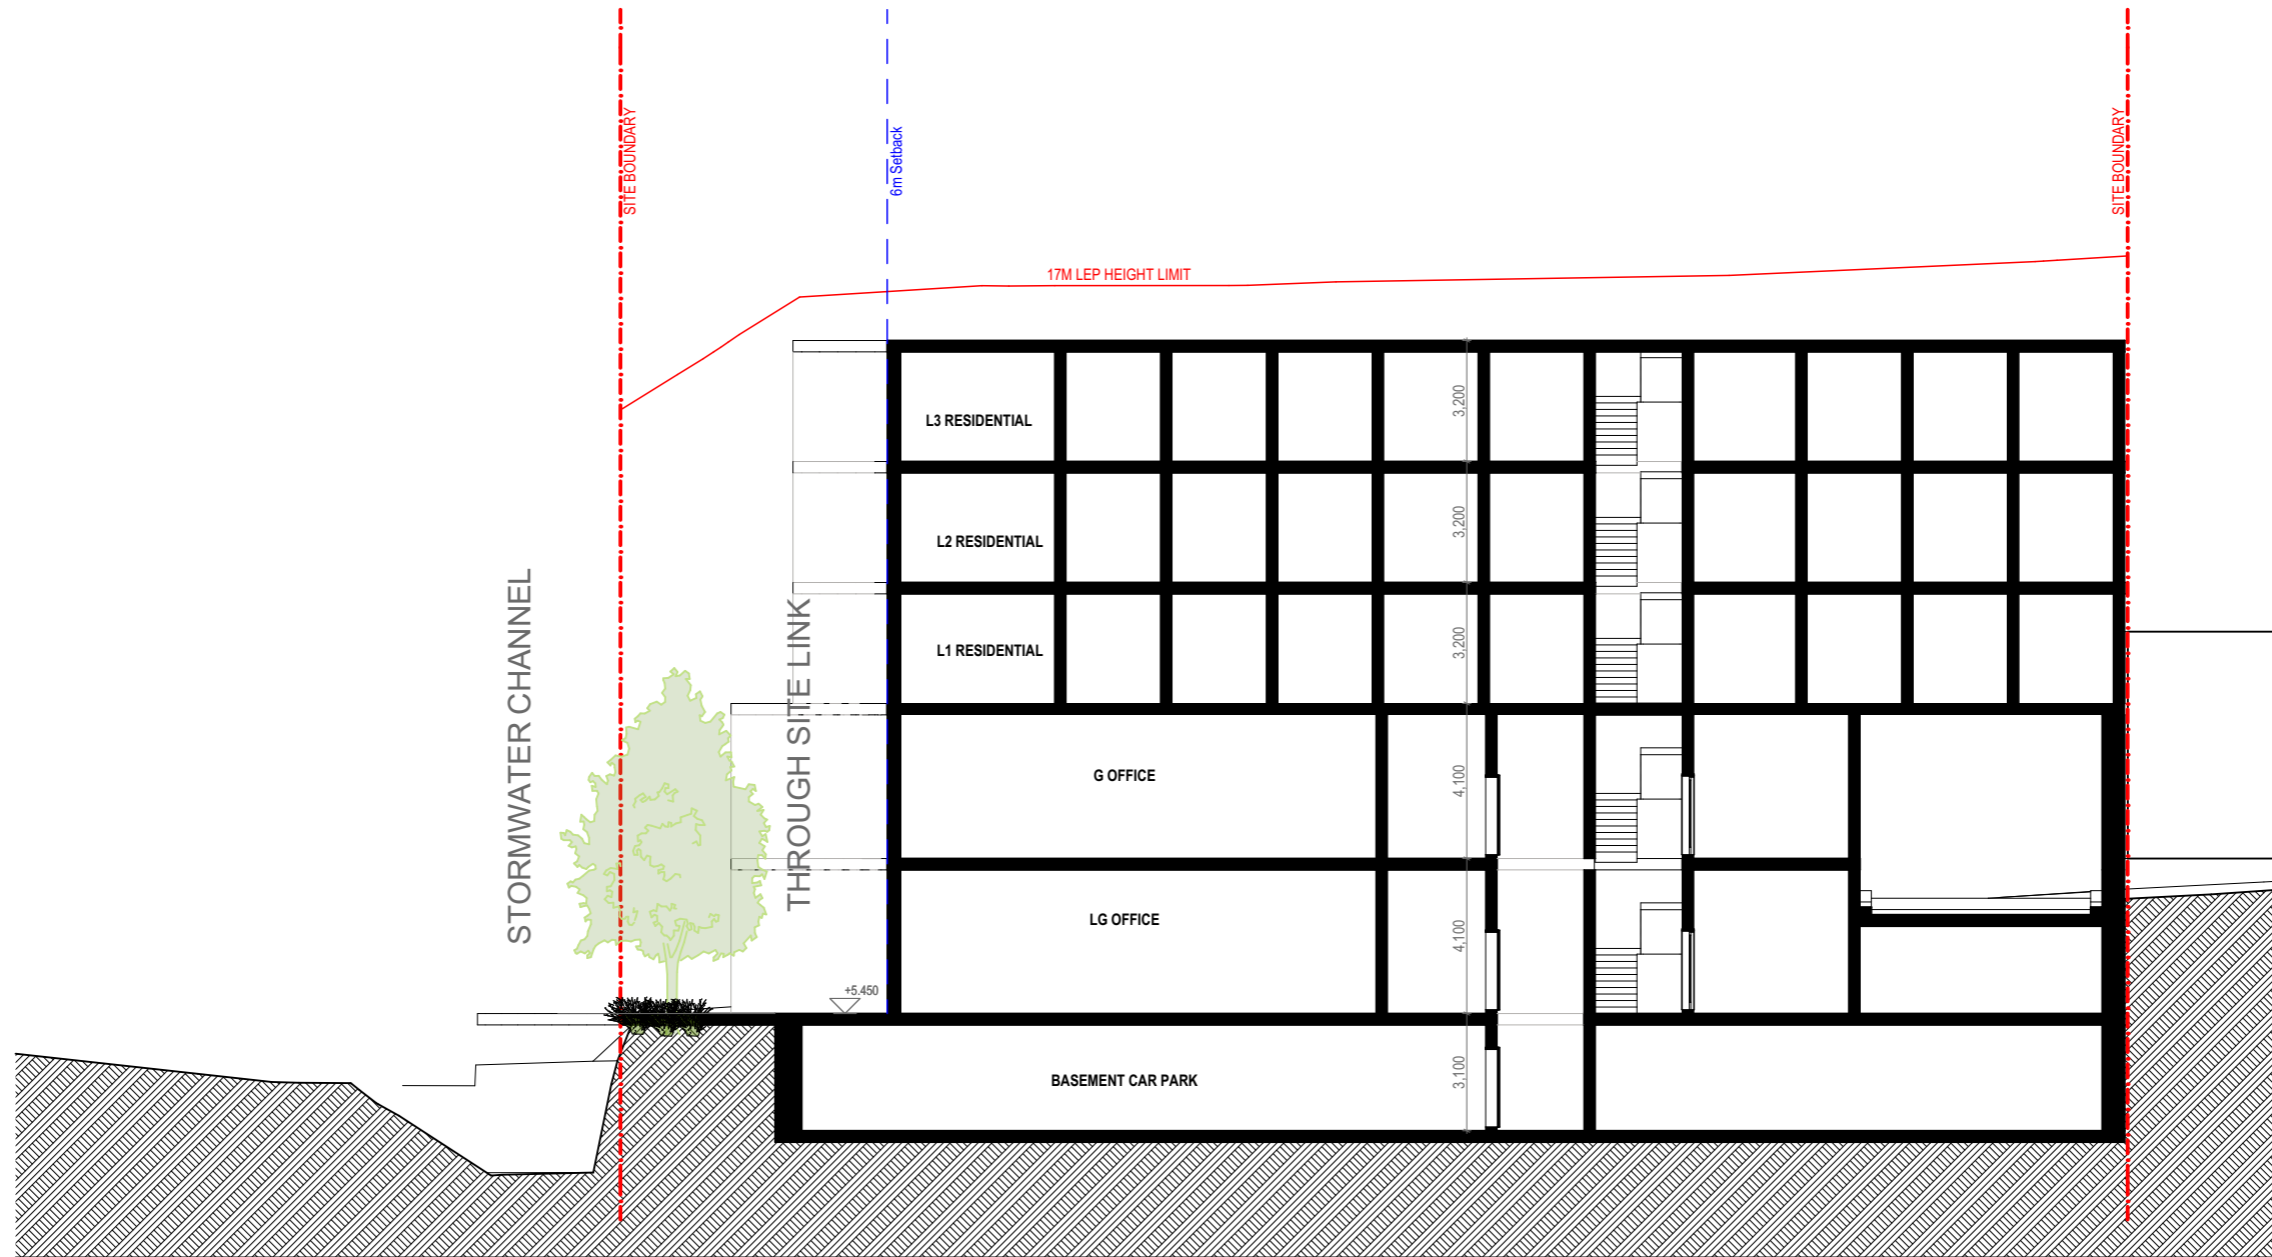 SITE BOUNDARY
6m Setback
SITE BOUNDARY
17M LEP HEIGHT LIMIT
L3 RESIDENTIAL
3,200
L2 RESIDENTIAL
3,200
L1 RESIDENTIAL
3,200
STORMWATER CHANNEL
THROUGH SITE LINK
G OFFICE
4,100
LG OFFICE
4,100
+5.450
BASEMENT CAR PARK
3,100